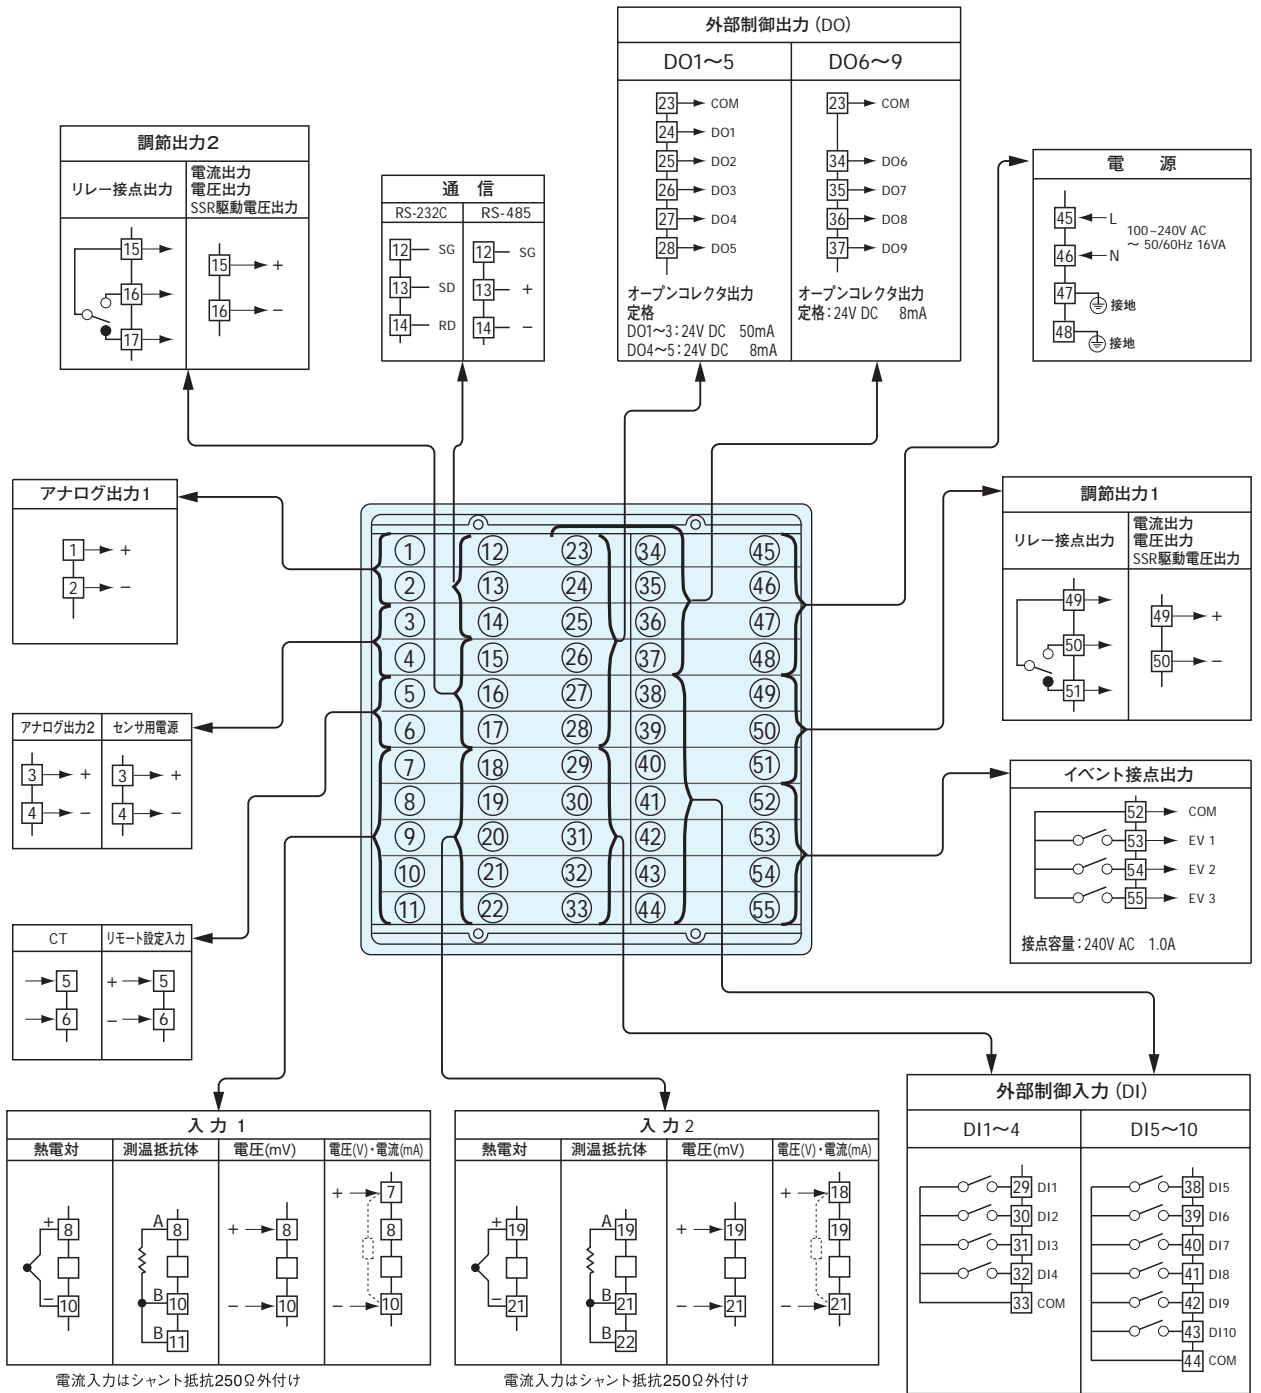 外部制御出力 (DO)
DO1〜5
DO6〜9
23 COM
24 DO1
25 DO2
26 DO3
27 DO4
28 DO5
オープンコレクタ出力
定格
DO1〜3：24V DC 50mA
DO4〜5：24V DC 8mA
23 COM
34 DO6
35 DO7
36 DO8
37 DO9
オープンコレクタ出力
定格：24V DC 8mA
調節出力2
リレー接点出力
電流出力
電圧出力
SSR駆動電圧出力
15
16
17
15 +
16 −
通 信
RS-232C
RS-485
12 SG
13 SD
14 RD
12 SG
13 +
14 −
電 源
45 L
46 N
100~240V AC
〜 50/60Hz 16VA
47 接地
48 接地
アナログ出力1
1 +
2 −
調節出力1
リレー接点出力
電流出力
電圧出力
SSR駆動電圧出力
49
50
51
49 +
50 −
1 12 23 34 45
2 13 24 35 46
3 14 25 36 47
4 15 26 37 48
5 16 27 38 49
6 17 28 39 50
7 18 29 40 51
8 19 30 41 52
9 20 31 42 53
10 21 32 43 54
11 22 33 44 55
アナログ出力2
センサ用電源
3 +
4 −
3 +
4 −
イベント接点出力
52 COM
53 EV 1
54 EV 2
55 EV 3
接点容量：240V AC 1.0A
CT
リモート設定入力
5
6
+ 5
− 6
入 力 1
熱電対
測温抵抗体
電圧(mV)
電圧(V)・電流(mA)
+ 8
− 10
A 8
B 10
B 11
+ 8
− 10
+ 7
8
− 10
電流入力はシャント抵抗250Ω外付け
入 力 2
熱電対
測温抵抗体
電圧(mV)
電圧(V)・電流(mA)
+ 19
− 21
A 19
B 21
B 22
+ 19
− 21
+ 18
19
− 21
電流入力はシャント抵抗250Ω外付け
外部制御入力 (DI)
DI1〜4
DI5〜10
29 DI1
30 DI2
31 DI3
32 DI4
33 COM
38 DI5
39 DI6
40 DI7
41 DI8
42 DI9
43 DI10
44 COM